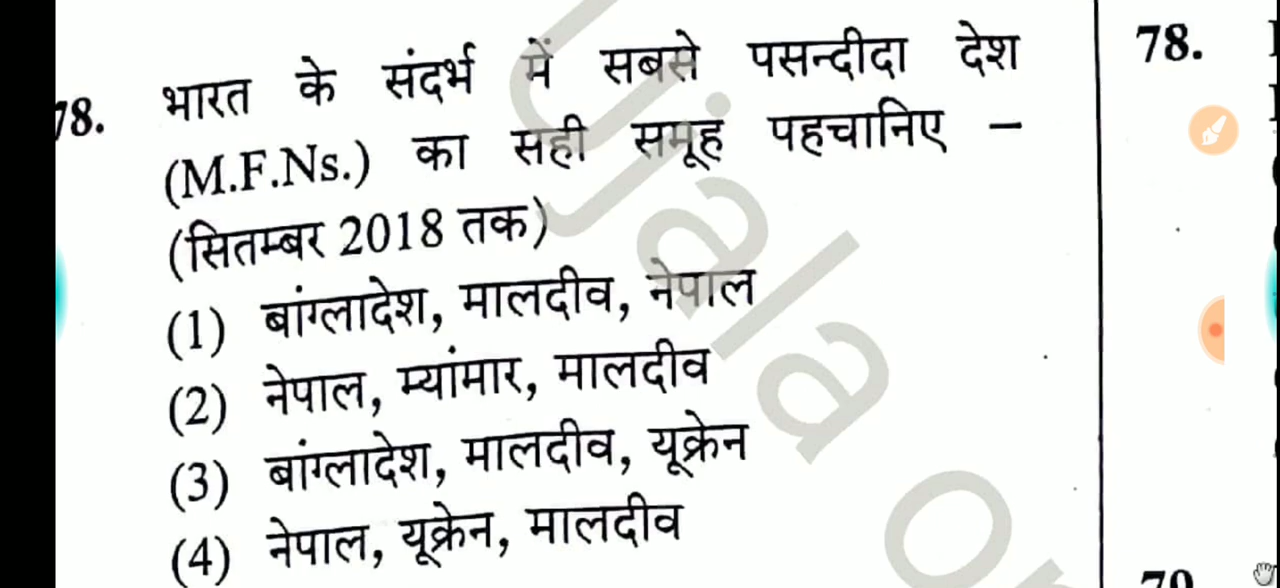 78. भारत के संदर्भ में सबसे पसन्दीदा देश
(M.F.Ns.) का सही समूह पहचानिए –
(सितम्बर 2018 तक)
(1) बांग्लादेश, मालदीव, नेपाल
(2) नेपाल, म्यांमार, मालदीव
(3) बांग्लादेश, मालदीव, यूक्रेन
(4) नेपाल, यूक्रेन, मालदीव
78.